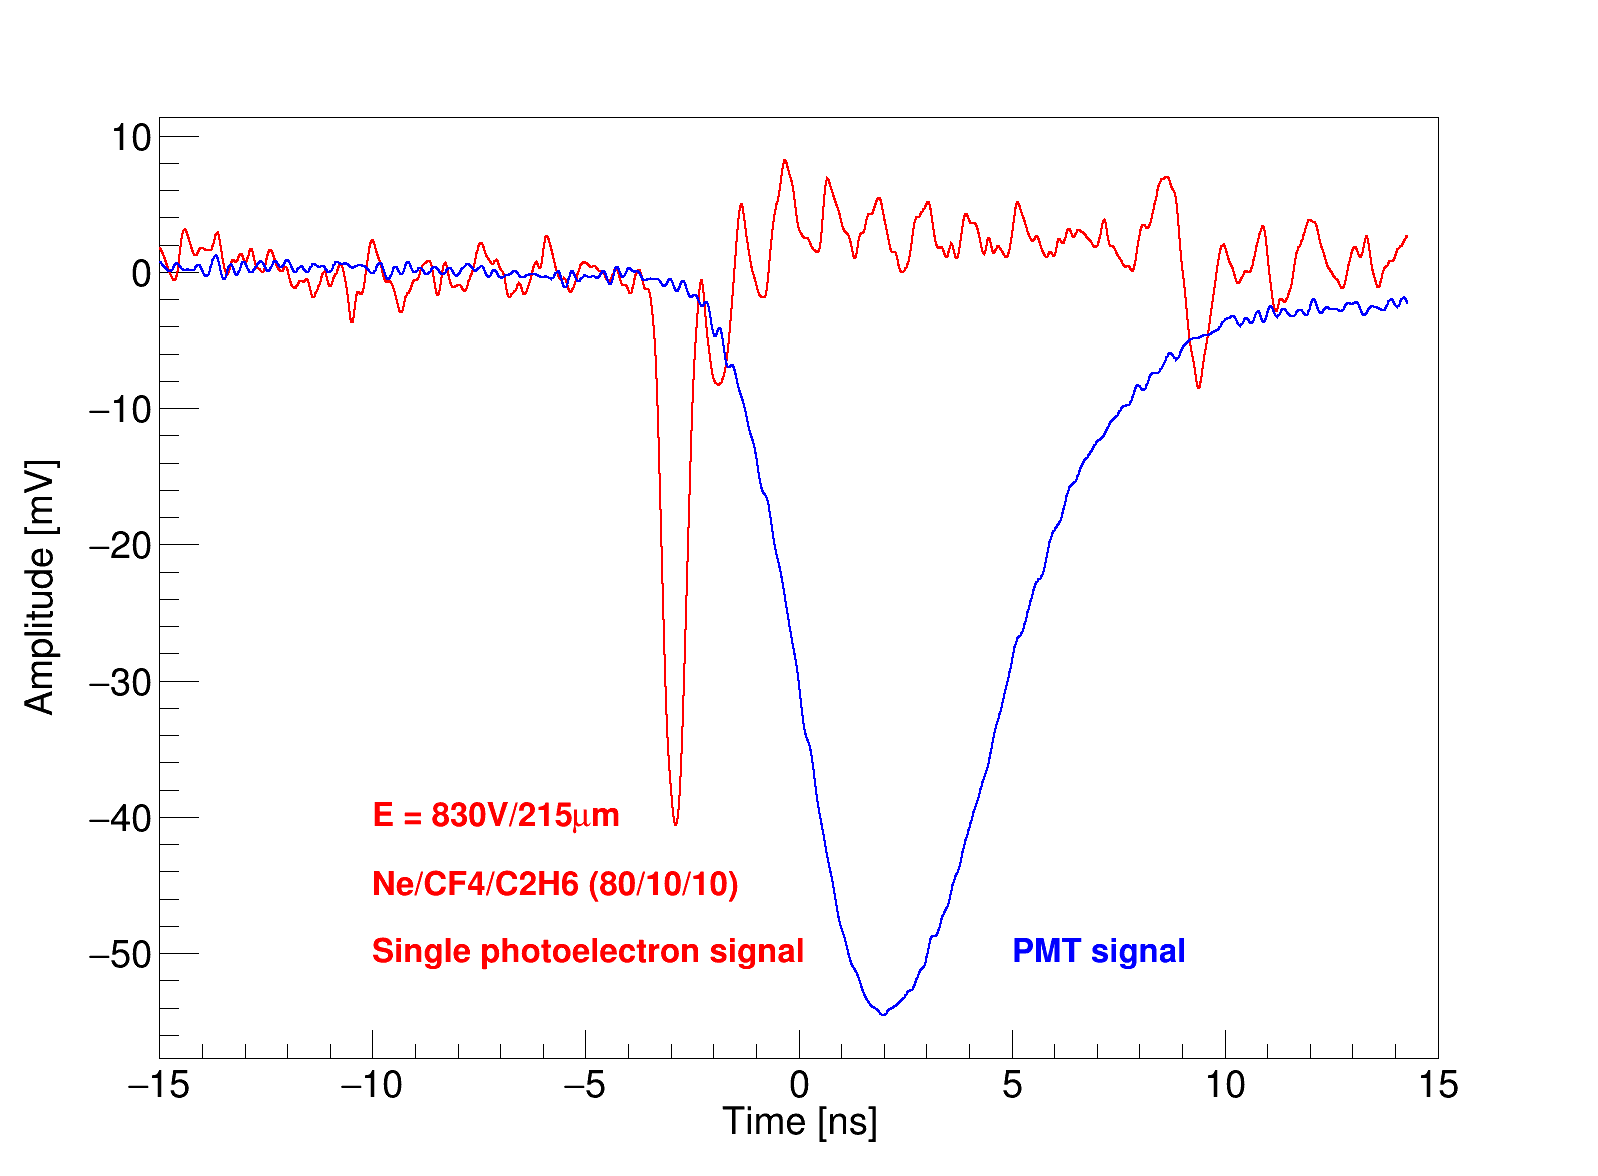 10
0
−10
−20
−30
−40
−50
Amplitude [mV]
E = 830V/215μm
Ne/CF4/C2H6 (80/10/10)
Single photoelectron signal
PMT signal
−15 −10 −5 0 5 10 15
Time [ns]